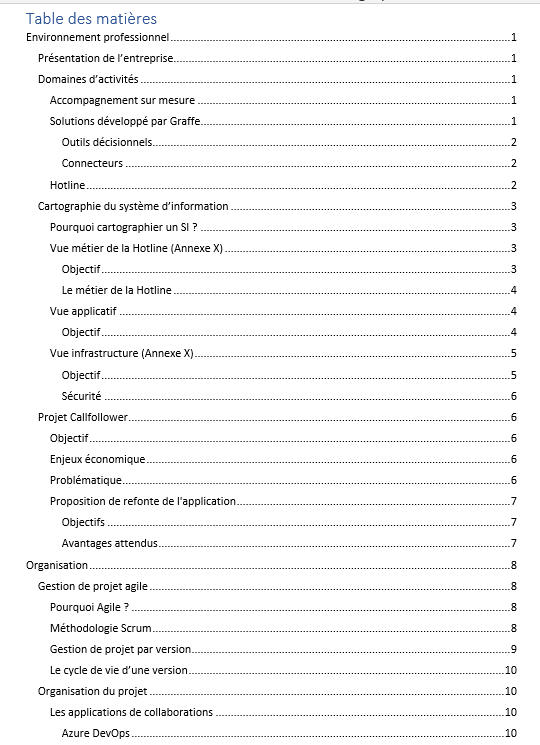 Table des matières
Environnement professionnel 1
Présentation de l'entreprise 1
Domaines d'activités 1
Accompagnement sur mesure 1
Solutions développé par Graffe 1
Outils décisionnels 2
Connecteurs 2
Hotline 2
Cartographie du système d'information 3
Pourquoi cartographier un SI ? 3
Vue métier de la Hotline (Annexe X) 3
Objectif 3
Le métier de la Hotline 4
Vue applicatif 4
Objectif 4
Vue infrastructure (Annexe X) 5
Objectif 5
Sécurité 6
Projet Callfollower 6
Objectif 6
Enjeux économique 6
Problématique 6
Proposition de refonte de l'application 7
Objectifs 7
Avantages attendus 7
Organisation 8
Gestion de projet agile 8
Pourquoi Agile ? 8
Méthodologie Scrum 8
Gestion de projet par version 9
Le cycle de vie d'une version 10
Organisation du projet 10
Les applications de collaborations 10
Azure DevOps 10